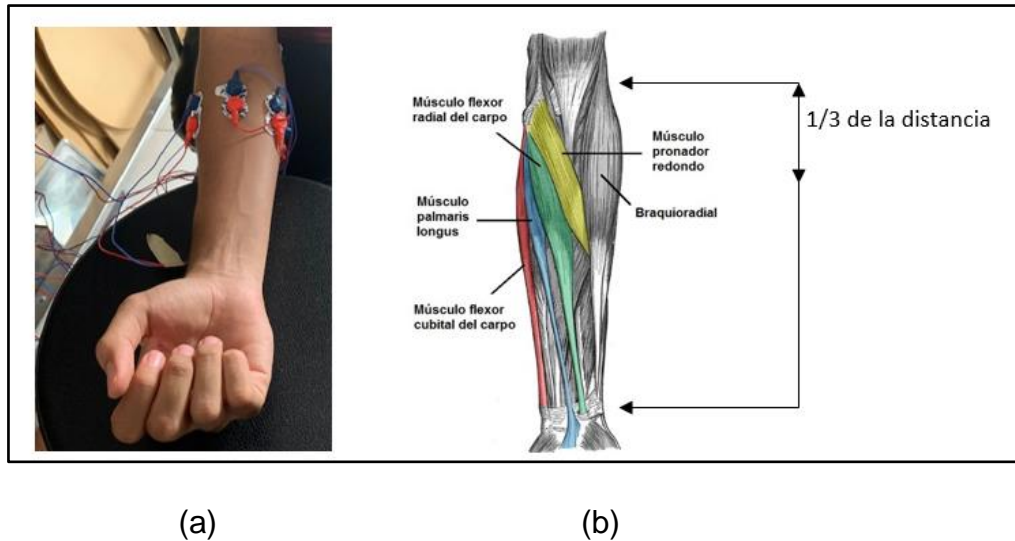 Músculo flexor
radial del carpo
1/3 de la distancia
Músculo
pronador
redondo
Músculo
palmaris
longus
Braquioradial
Músculo flexor
cubital del carpo
(a)
(b)